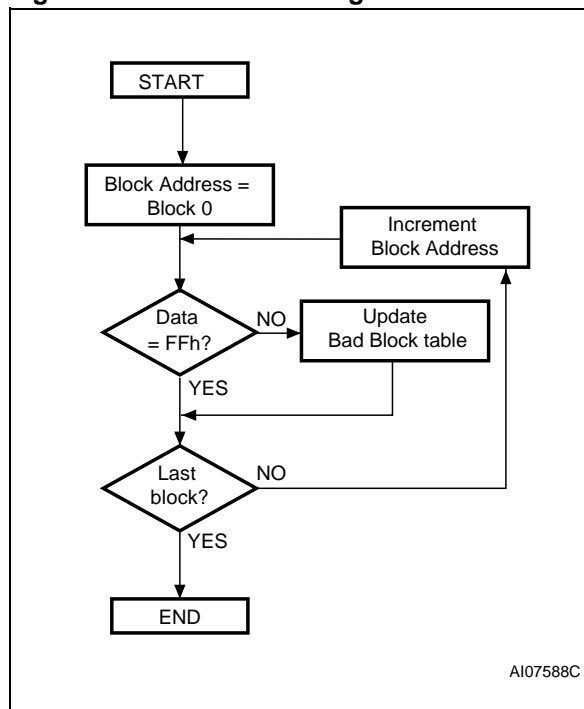 START
Block Address =
Block 0
Increment
Block Address
Data
= FFh?
NO
Update
Bad Block table
YES
Last
block?
NO
YES
END
AI07588C